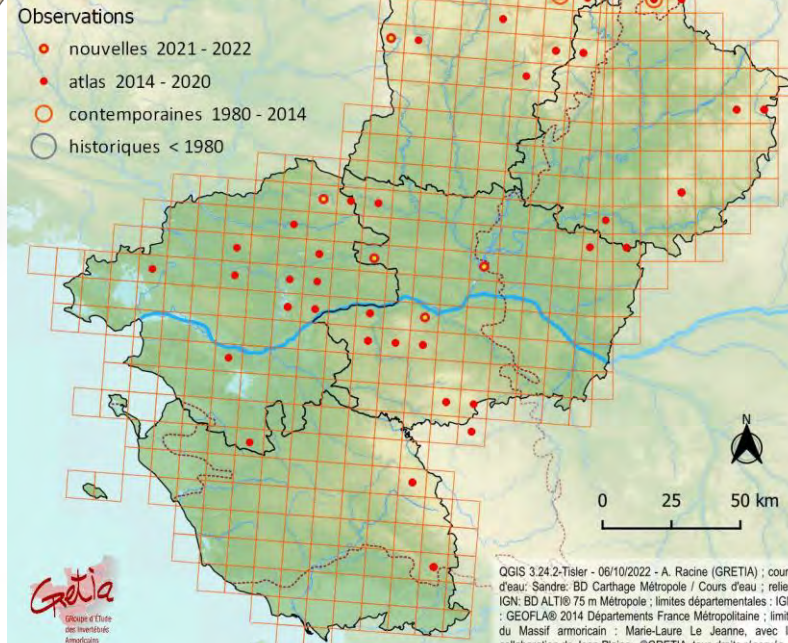 Observations
nouvelles 2021 - 2022
atlas 2014 - 2020
contemporaines 1980 - 2014
historiques < 1980
N
0 25 50 km
Gretia
Groupe d'Étude
des Invertébrés
Armoricains
QGIS 3.24.2-Tisler - 06/10/2022 - A. Racine (GRETIA) ; cour
d'eau: Sandre: BD Carthage Métropole / Cours d'eau ; relie
IGN: BD ALTI® 75 m Métropole ; limites départementales : IGN
: GEOFLA® 2014 Départements France Métropolitaine ; limit
du Massif armoricain : Marie-Laure Le Jeanne, avec l